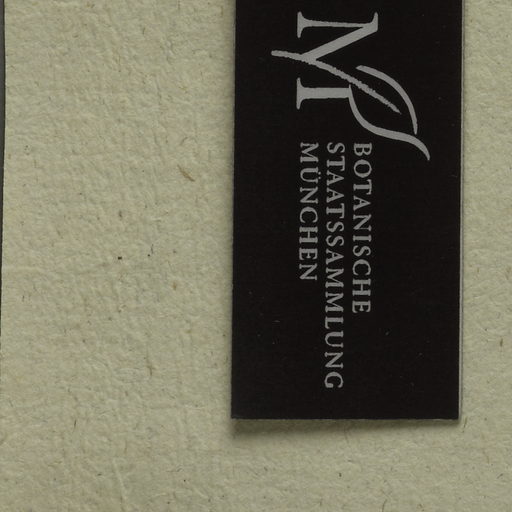 M
BOTANISCHE
STAATSSAMMLUNG
MÜNCHEN